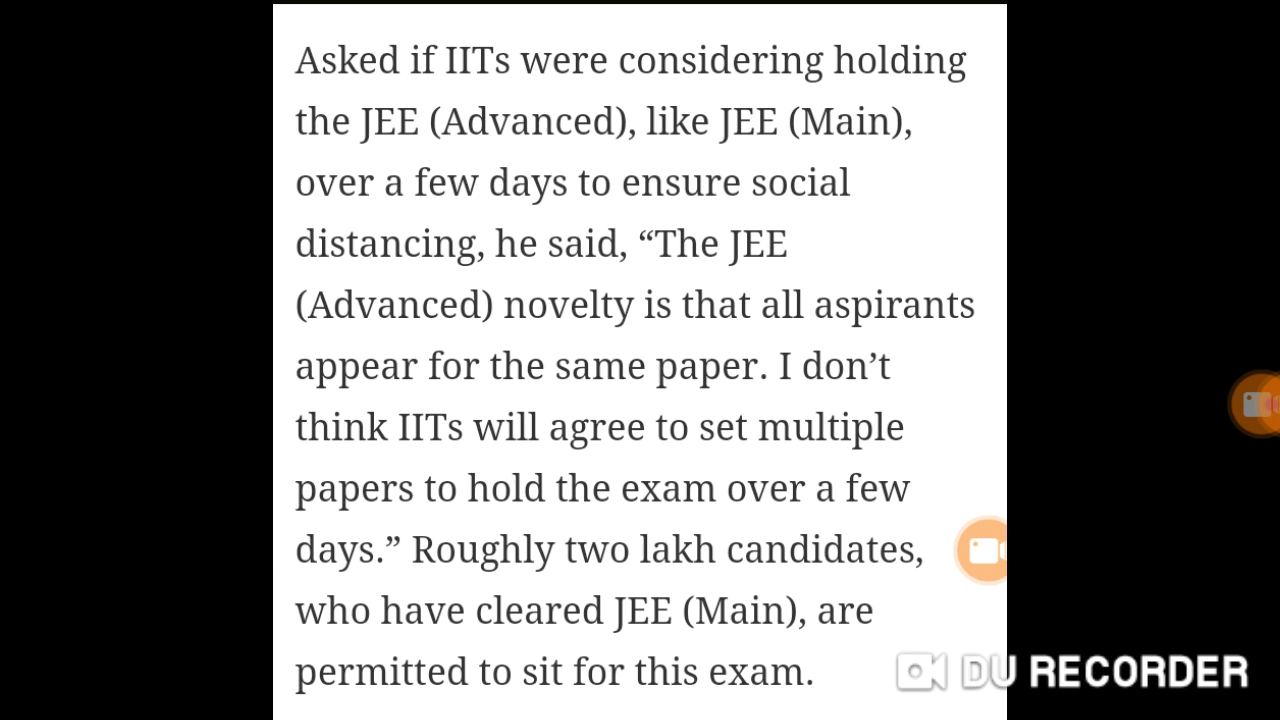 Asked if IITs were considering holding
the JEE (Advanced), like JEE (Main),
over a few days to ensure social
distancing, he said, “The JEE
(Advanced) novelty is that all aspirants
appear for the same paper. I don’t
think IITs will agree to set multiple
papers to hold the exam over a few
days.” Roughly two lakh candidates,
who have cleared JEE (Main), are
permitted to sit for this exam.
DU RECORDER